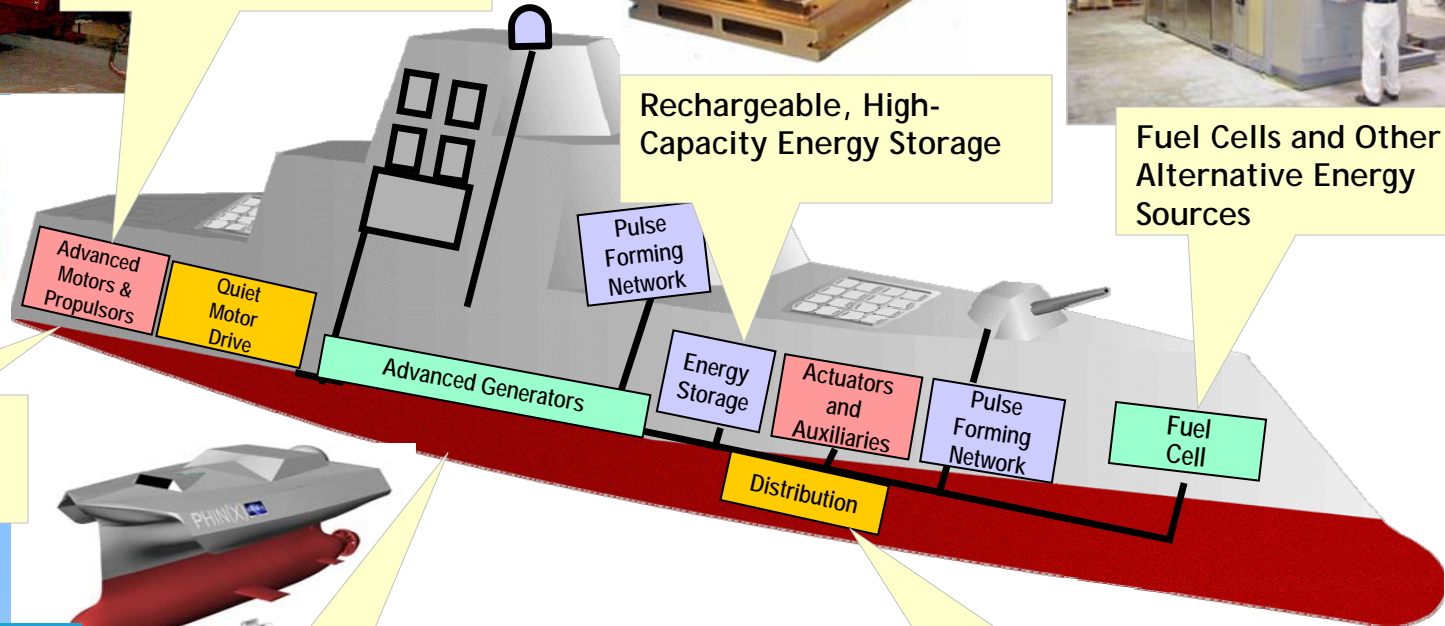 Rechargeable, High-
Capacity Energy Storage
Fuel Cells and Other
Alternative Energy
Sources
Pulse
Forming
Network
Advanced
Motors &
Propulsors
Quiet
Motor
Drive
Advanced Generators
Energy
Storage
Actuators
and
Auxiliaries
Pulse
Forming
Network
Fuel
Cell
Distribution
PHIN(X)